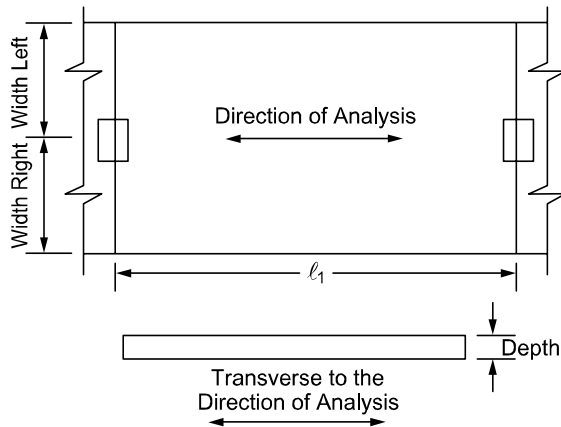 Width Left
Width Right
Direction of Analysis
ℓ1
Depth
Transverse to the
Direction of Analysis